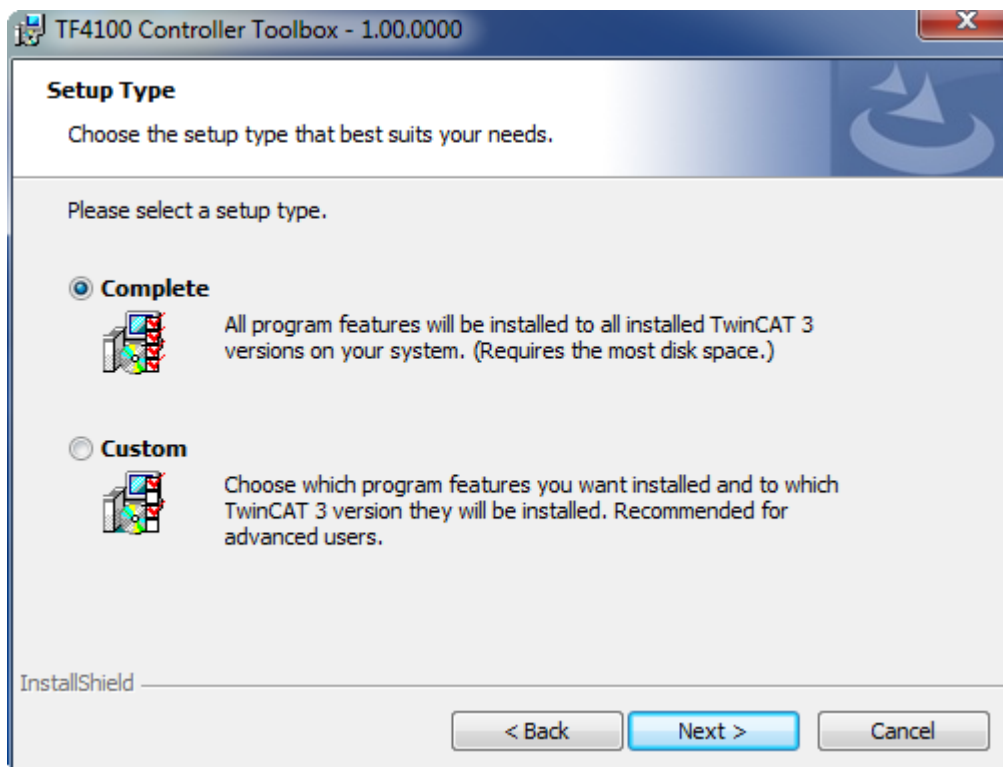 TF4100 Controller Toolbox - 1.00.0000
Setup Type
Choose the setup type that best suits your needs.
Please select a setup type.
Complete
All program features will be installed to all installed TwinCAT 3
versions on your system. (Requires the most disk space.)
Custom
Choose which program features you want installed and to which
TwinCAT 3 version they will be installed. Recommended for
advanced users.
InstallShield
< Back
Next >
Cancel